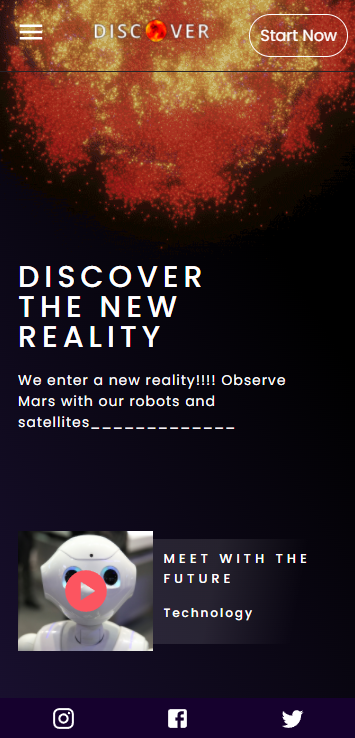 DISCOVER
Start Now
DISCOVER
THE NEW
REALITY
We enter a new reality!!!! Observe
Mars with our robots and
satellites_____________
MEET WITH THE
FUTURE
Technology